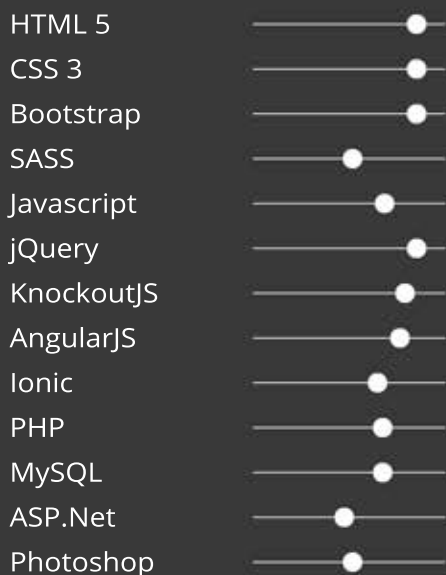 HTML 5
CSS 3
Bootstrap
SASS
Javascript
jQuery
KnockoutJS
AngularJS
Ionic
PHP
MySQL
ASP.Net
Photoshop